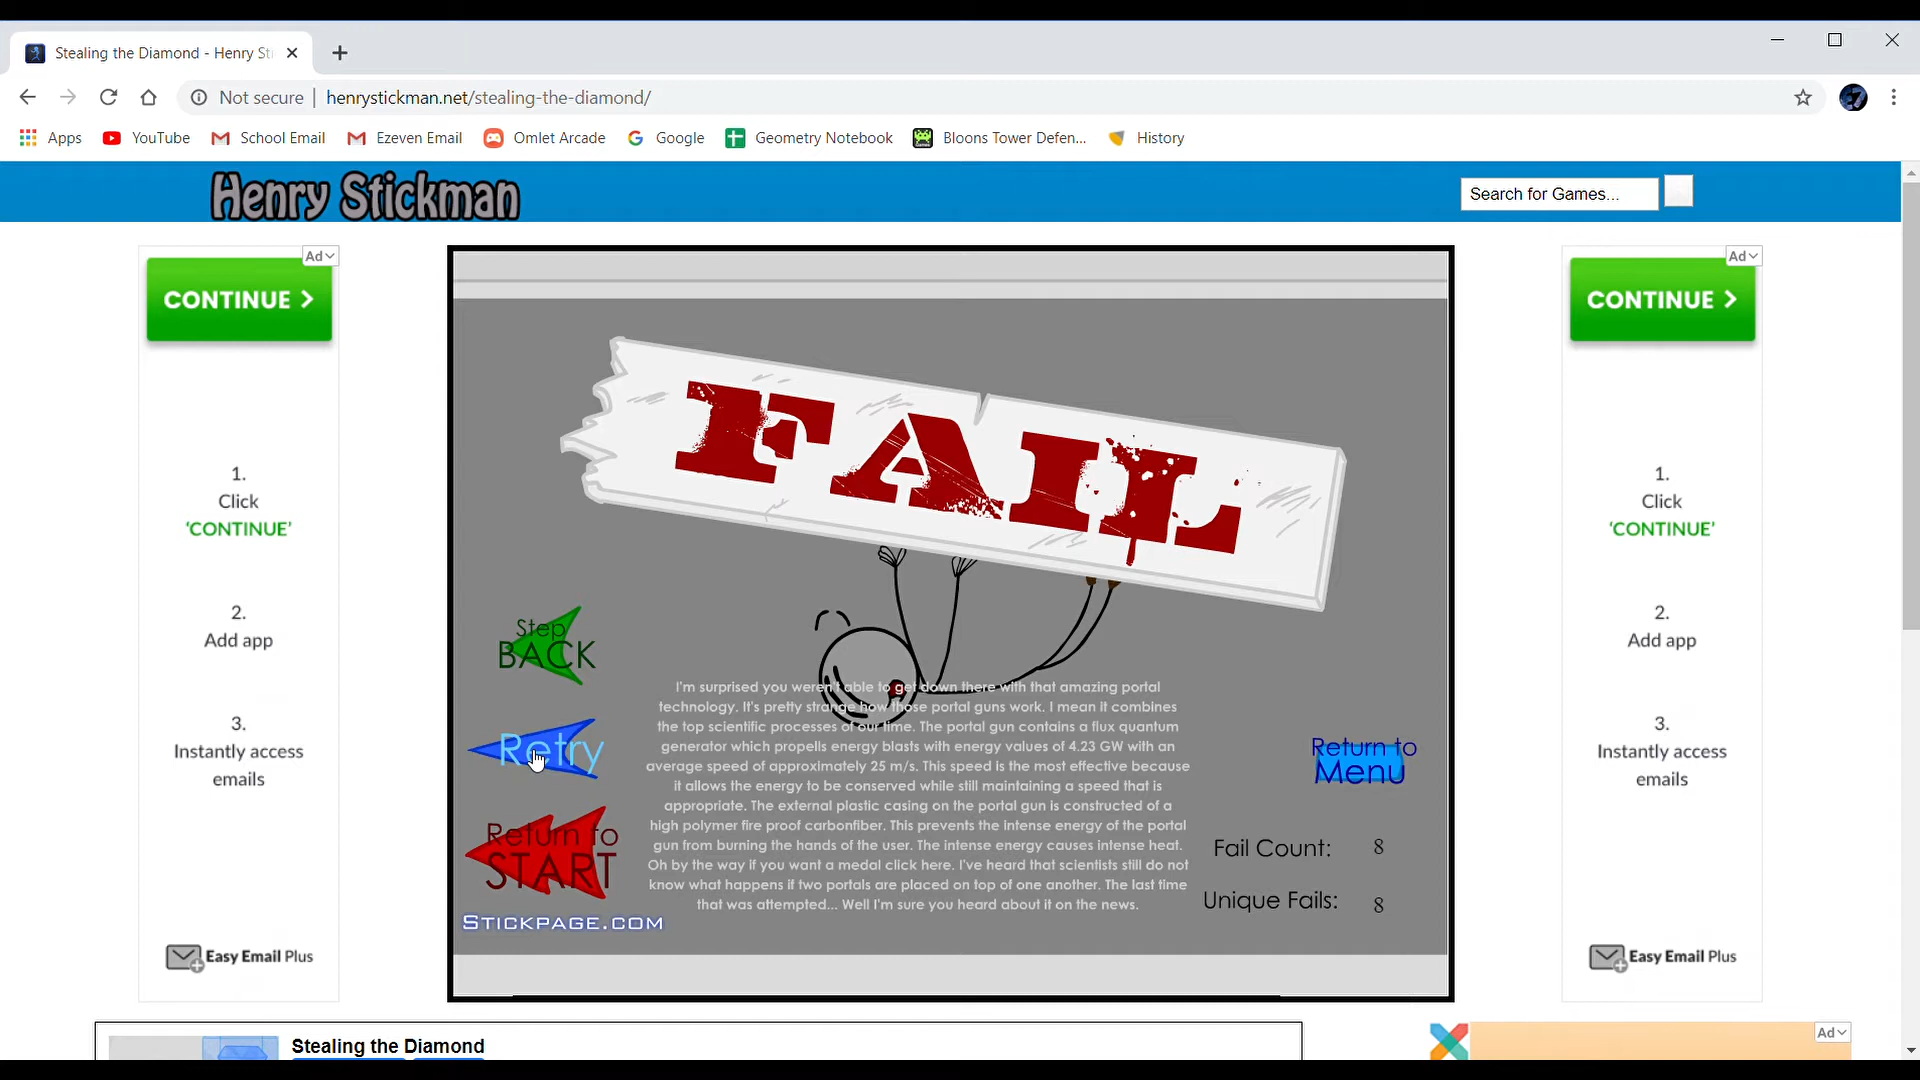 Stealing the Diamond - Henry Sti
Not secure | henrystickman.net/stealing-the-diamond/
Apps YouTube School Email Ezeven Email Omlet Arcade Google Geometry Notebook Bloons Tower Defen... History
Henry Stickman
Search for Games...
Ad
CONTINUE >
1.
Click
'CONTINUE'
2.
Add app
3.
Instantly access
emails
Easy Email Plus
FAIL
Step
BACK
Retry
Return to
START
STICKPAGE.COM
I'm surprised you weren't able to get down there with that amazing portal
technology. It's pretty strange how those portal guns work. I mean it combines
the top scientific processes of our time. The portal gun contains a flux quantum
generator which propells energy blasts with energy values of 4.23 GW with an
average speed of approximately 25 m/s. This speed is the most effective because
it allows the energy to be conserved while still maintaining a speed that is
appropriate. The external plastic casing on the portal gun is constructed of a
high polymer fire proof carbonfiber. This prevents the intense energy of the portal
gun from burning the hands of the user. The intense energy causes intense heat.
Oh by the way if you want a medal click here. I've heard that scientists still do not
know what happens if two portals are placed on top of one another. The last time
that was attempted... Well I'm sure you heard about it on the news.
Return to
Menu
Fail Count: 8
Unique Fails: 8
Ad
CONTINUE >
1.
Click
'CONTINUE'
2.
Add app
3.
Instantly access
emails
Easy Email Plus
Stealing the Diamond
Ad